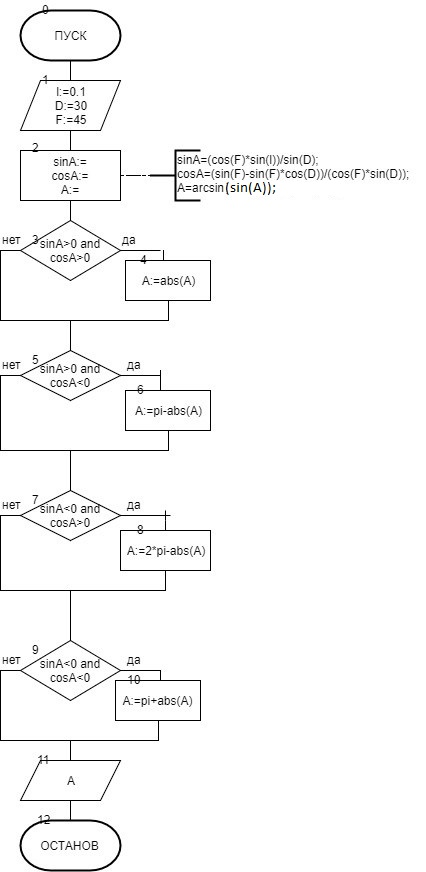 0
ПУСК
1
I:=0.1
D:=30
F:=45
2
sinA:=
cosA:=
A:=
sinA=(cos(F)*sin(I))/sin(D);
cosA=(sin(F)-sin(F)*cos(D))/(cos(F)*sin(D));
A=arcsin(sin(A));
нет
3
sinA>0 and
cosA>0
да
4
A:=abs(A)
нет
5
sinA>0 and
cosA<0
да
6
A:=pi-abs(A)
нет
7
sinA<0 and
cosA>0
да
8
A:=2*pi-abs(A)
нет
9
sinA<0 and
cosA<0
да
10
A:=pi+abs(A)
11
A
12
ОСТАНОВ